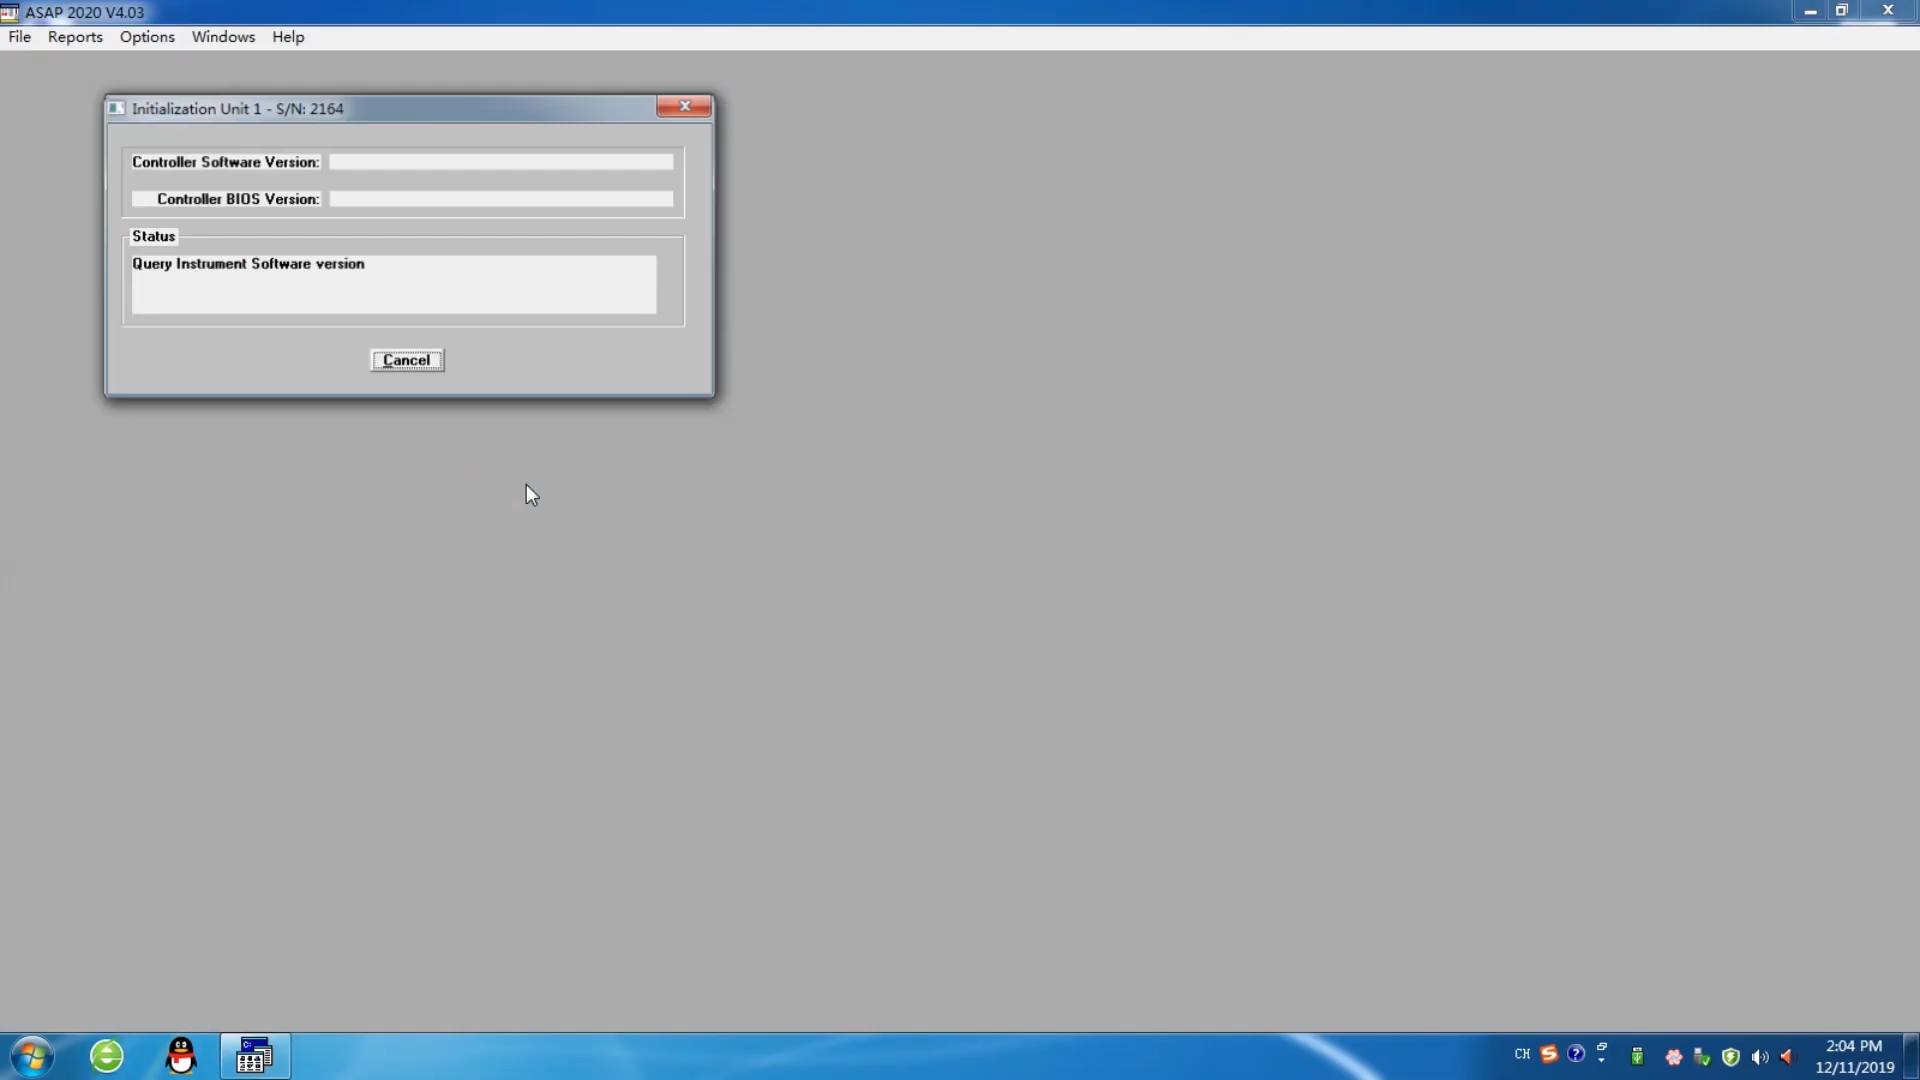 ASAP 2020 V4.03
File Reports Options Windows Help
Initialization Unit 1 - S/N: 2164
Controller Software Version:
Controller BIOS Version:
Status
Query Instrument Software version
Cancel
CH
2:04 PM
12/11/2019